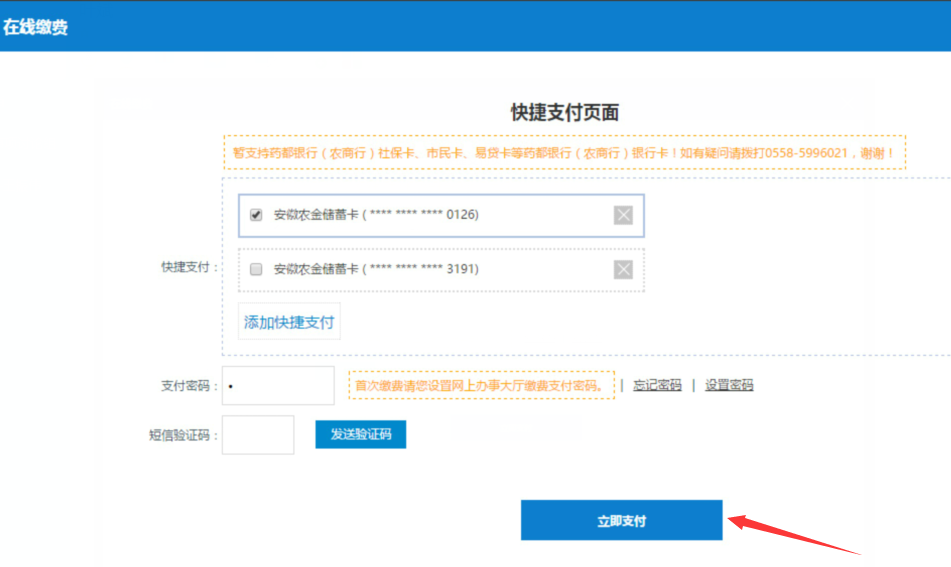 在线缴费
快捷支付页面
暂支持药都银行（农商行）社保卡、市民卡、易贷卡等药都银行（农商行）银行卡！如有疑问请拨打0558-5996021，谢谢！
安徽农金储蓄卡 ( **** **** **** 0126)
快捷支付：
安徽农金储蓄卡 ( **** **** **** 3191)
添加快捷支付
支付密码： • 首次缴费请您设置网上办事大厅缴费支付密码。 | 忘记密码 | 设置密码
短信验证码： 发送验证码
立即支付